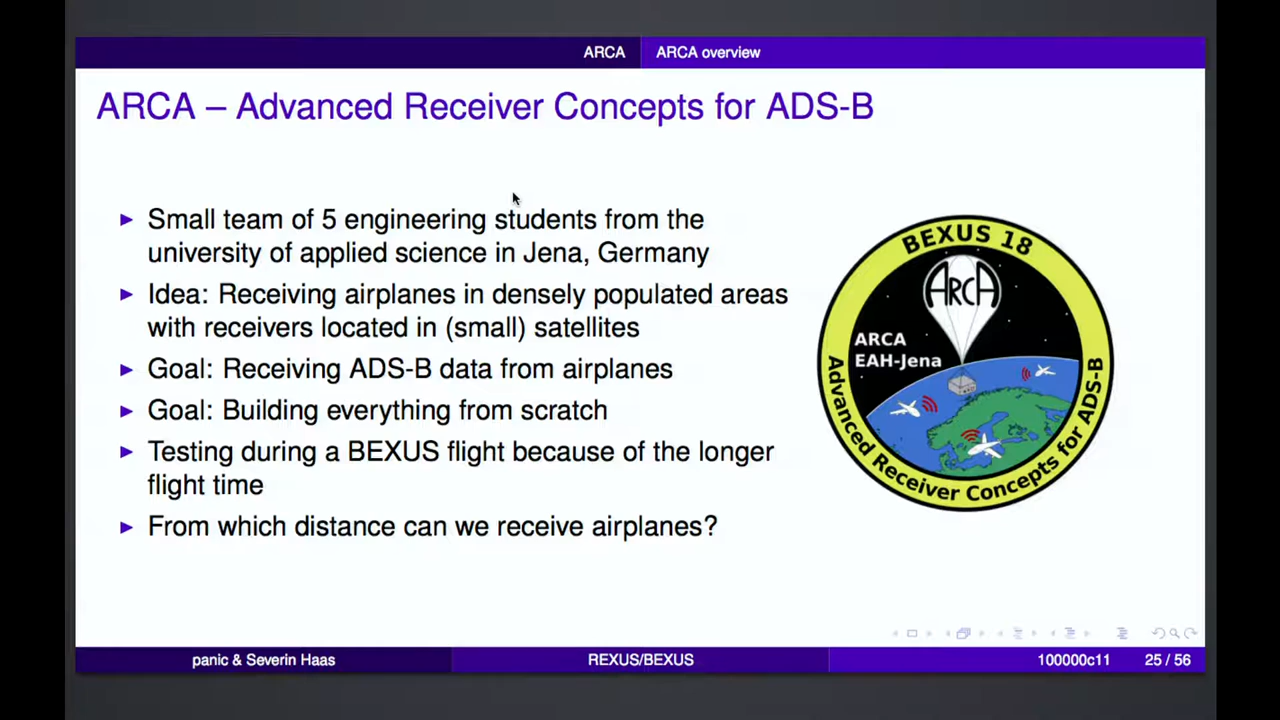 ARCA
ARCA overview
ARCA – Advanced Receiver Concepts for ADS-B
Small team of 5 engineering students from the
university of applied science in Jena, Germany
Idea: Receiving airplanes in densely populated areas
with receivers located in (small) satellites
Goal: Receiving ADS-B data from airplanes
Goal: Building everything from scratch
Testing during a BEXUS flight because of the longer
flight time
From which distance can we receive airplanes?
BEXUS 18
ARCA
ARCA
EAH-Jena
Advanced Receiver Concepts for ADS-B
panic & Severin Haas
REXUS/BEXUS
100000c11
25 / 56